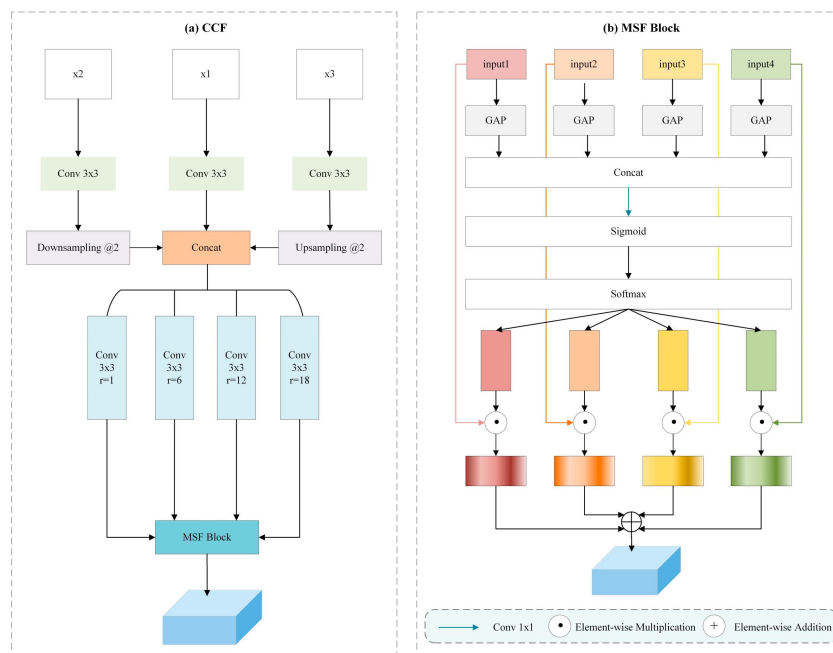 (a) CCF
x2
x1
x3
Conv 3x3
Conv 3x3
Conv 3x3
Downsampling @2
Concat
Upsampling @2
Conv
3x3
r=1
Conv
3x3
r=6
Conv
3x3
r=12
Conv
3x3
r=18
MSF Block
(b) MSF Block
input1
input2
input3
input4
GAP
GAP
GAP
GAP
Concat
Sigmoid
Softmax
Conv 1x1
Element-wise Multiplication
Element-wise Addition